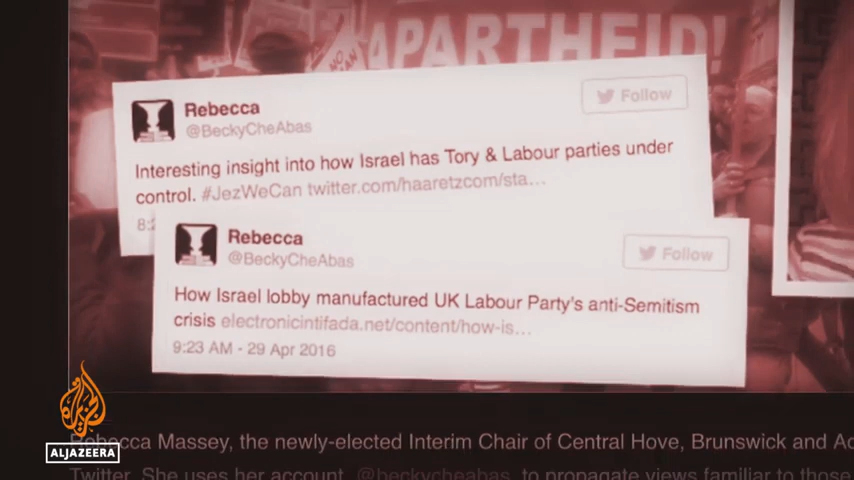 APARTHEID!
NO
Rebecca
@BeckyCheAbas
Follow
Interesting insight into how Israel has Tory & Labour parties under
control. #JezWeCan twitter.com/haaretzcom/sta...
Rebecca
@BeckyCheAbas
Follow
How Israel lobby manufactured UK Labour Party's anti-Semitism
crisis electronicintifada.net/content/how-is...
9:23 AM - 29 Apr 2016
Rebecca Massey, the newly-elected Interim Chair of Central Hove, Brunswick and
Twitter. She uses her account, @beckycheabas, to propagate views familiar to those
الجزيرة
ALJAZEERA